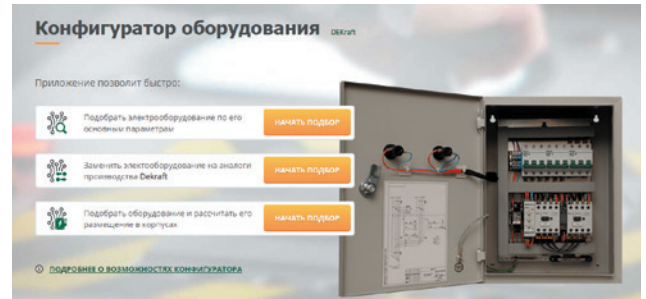 Конфигуратор оборудования DEKraft
Приложение позволит быстро:
Подобрать электрооборудование по его
основным параметрам
НАЧАТЬ ПОДБОР
Заменить электрооборудование на аналоги
производства Dekraft
НАЧАТЬ ПОДБОР
Подобрать оборудование и рассчитать его
размещение в корпусах
НАЧАТЬ ПОДБОР
ПОДРОБНЕЕ О ВОЗМОЖНОСТЯХ КОНФИГУРАТОРА